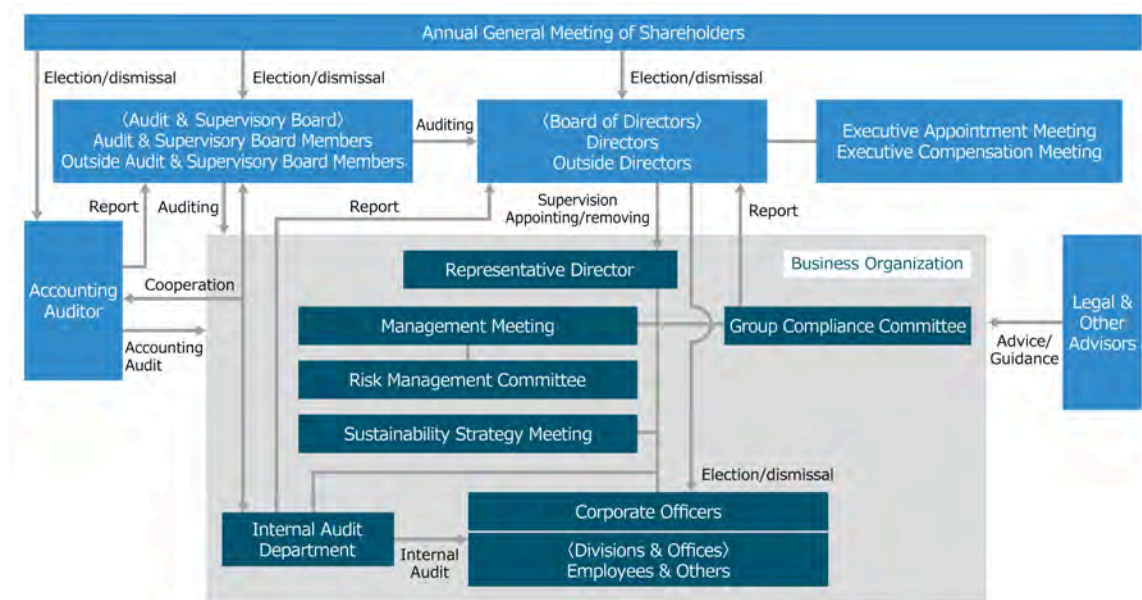 Annual General Meeting of Shareholders
Election/dismissal
Election/dismissal
Election/dismissal
〈Audit & Supervisory Board〉
Audit & Supervisory Board Members
Outside Audit & Supervisory Board Members
Auditing
〈Board of Directors〉
Directors
Outside Directors
Executive Appointment Meeting
Executive Compensation Meeting
Report
Auditing
Report
Supervision
Appointing/removing
Report
Accounting
Auditor
Cooperation
Accounting
Audit
Representative Director
Business Organization
Management Meeting
Group Compliance Committee
Legal &
Other
Advisors
Advice/
Guidance
Risk Management Committee
Sustainability Strategy Meeting
Election/dismissal
Internal Audit
Department
Internal
Audit
Corporate Officers
〈Divisions & Offices〉
Employees & Others